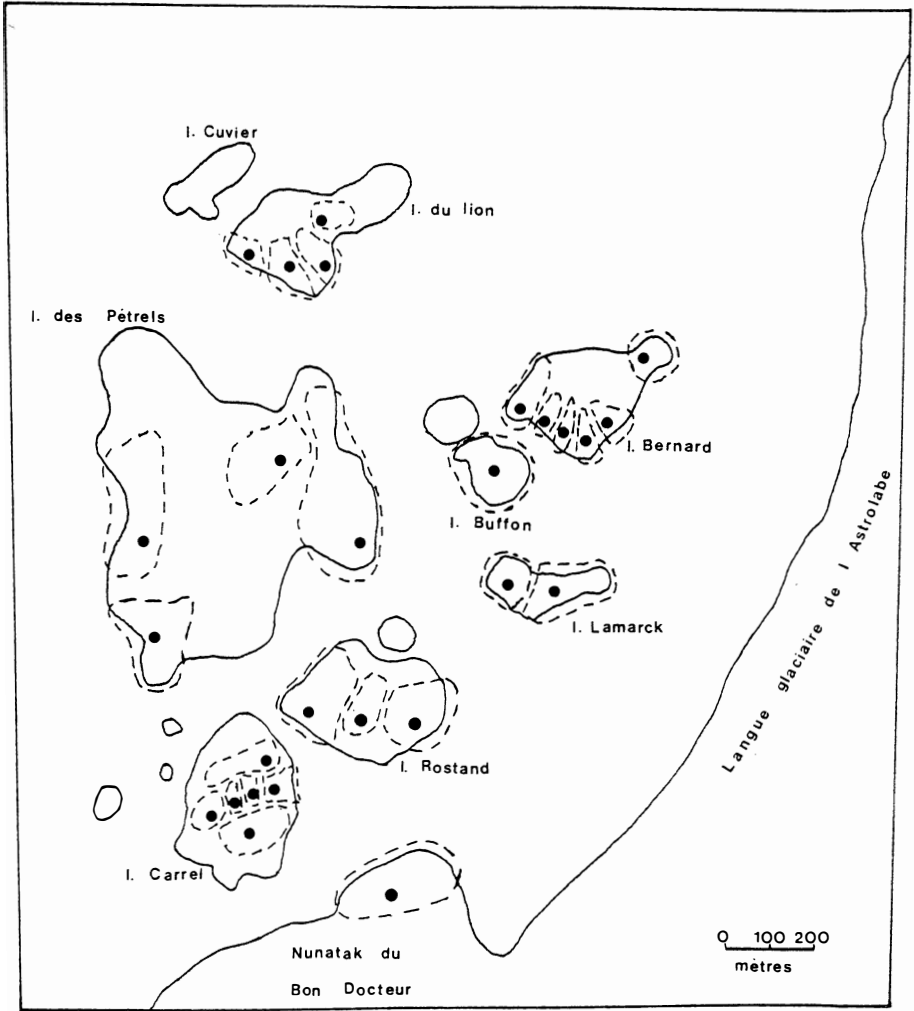 I. Cuvier
I. du lion
I. des Pétrels
I. Bernard
I. Buffon
I. Lamarck
Langue glaciaire de l Astrolabe
I. Rostand
I. Carrel
Nunatak du
Bon Docteur
0 100 200
mètres